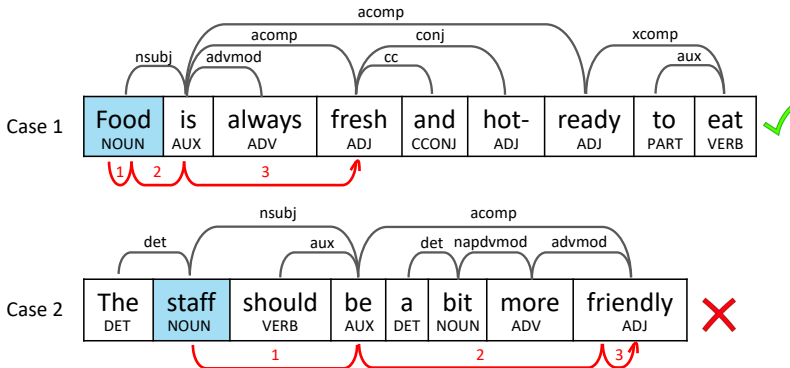 acomp
acomp conj xcomp
nsubj advmod cc aux
Case 1 Food is always fresh and hot- ready to eat
NOUN AUX ADV ADJ CCONJ ADJ ADJ PART VERB
1 2 3
nsubj acomp
det aux det napdvmod advmod
Case 2 The staff should be a bit more friendly
DET NOUN VERB AUX DET NOUN ADV ADJ
1 2 3